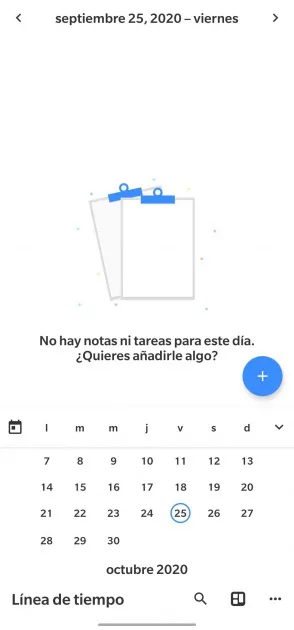 septiembre 25, 2020 – viernes
No hay notas ni tareas para este día.
¿Quieres añadirle algo?
l m m j v s d
7 8 9 10 11 12 13
14 15 16 17 18 19 20
21 22 23 24 25 26 27
28 29 30
octubre 2020
Línea de tiempo